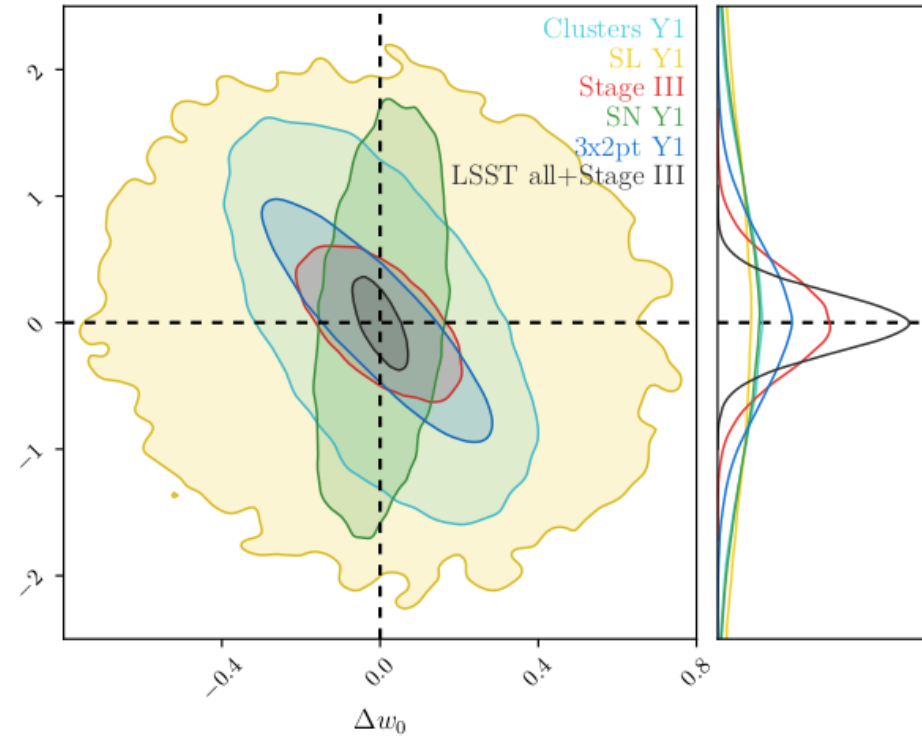 Clusters Y1
SL Y1
Stage III
SN Y1
3x2pt Y1
LSST all+Stage III
2
1
0
−1
−2
−0.4
0.0
0.4
0.8
Δw₀